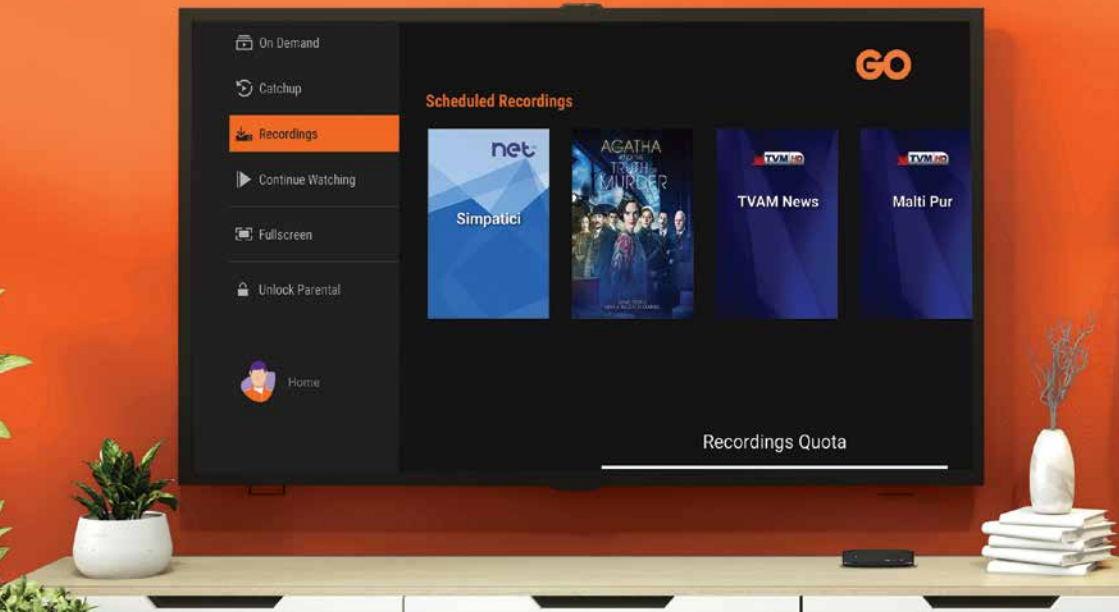 On Demand
Catchup
Recordings
Continue Watching
Fullscreen
Unlock Parental
Home
GO
Scheduled Recordings
net
Simpatici
AGATHA
AND THE
TRUTH
OF
MURDER
TVM HD
TVAM News
TVM HD
Malti Pur
Recordings Quota